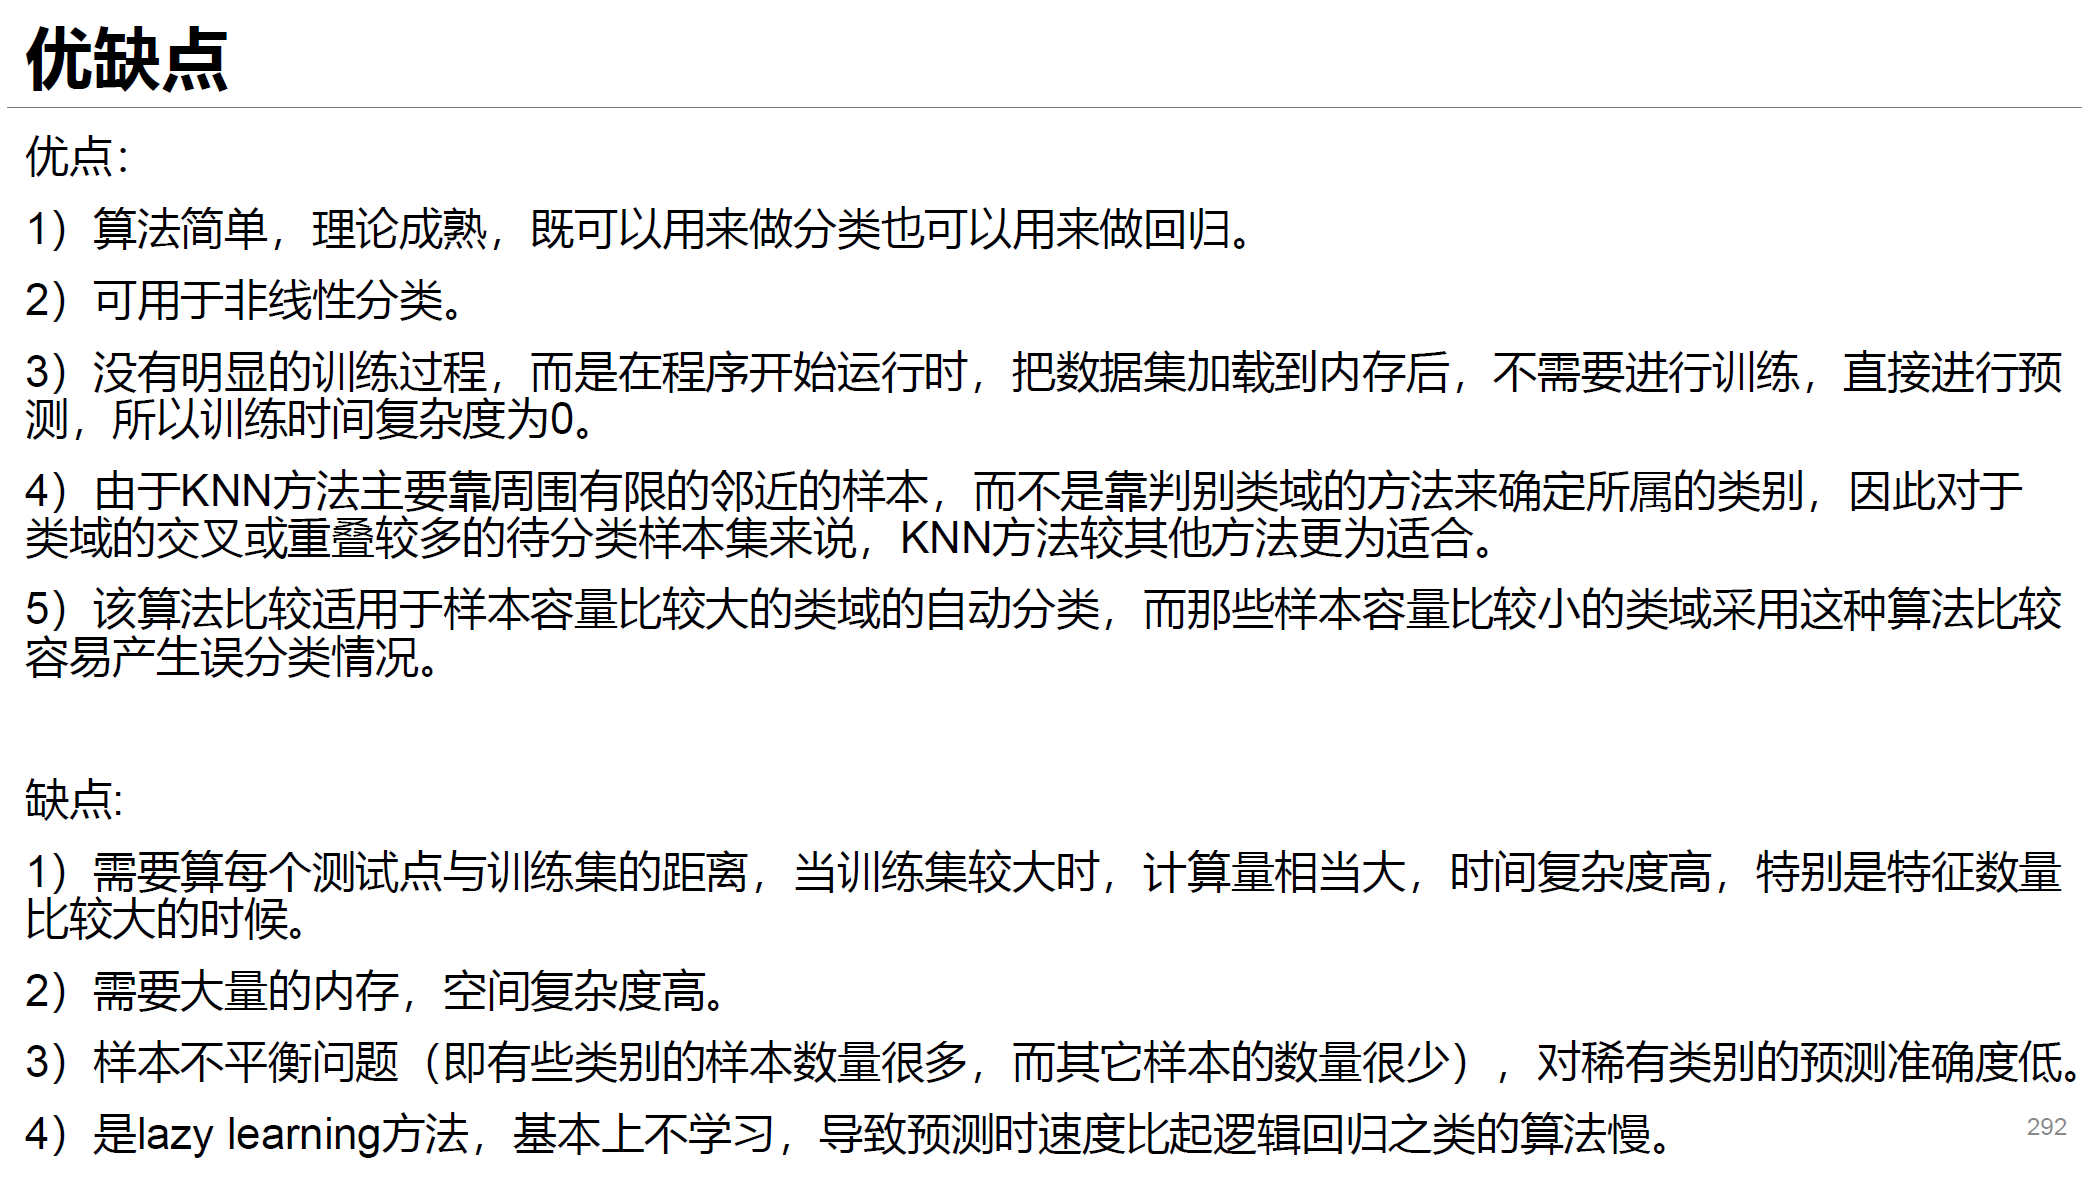 优缺点
优点：
1）算法简单，理论成熟，既可以用来做分类也可以用来做回归。
2）可用于非线性分类。
3）没有明显的训练过程，而是在程序开始运行时，把数据集加载到内存后，不需要进行训练，直接进行预
测，所以训练时间复杂度为0。
4）由于KNN方法主要靠周围有限的邻近的样本，而不是靠判别类域的方法来确定所属的类别，因此对于
类域的交叉或重叠较多的待分类样本集来说，KNN方法较其他方法更为适合。
5）该算法比较适用于样本容量比较大的类域的自动分类，而那些样本容量比较小的类域采用这种算法比较
容易产生误分类情况。
缺点:
1）需要算每个测试点与训练集的距离，当训练集较大时，计算量相当大，时间复杂度高，特别是特征数量
比较大的时候。
2）需要大量的内存，空间复杂度高。
3）样本不平衡问题（即有些类别的样本数量很多，而其它样本的数量很少），对稀有类别的预测准确度低。
4）是lazy learning方法，基本上不学习，导致预测时速度比起逻辑回归之类的算法慢。
292